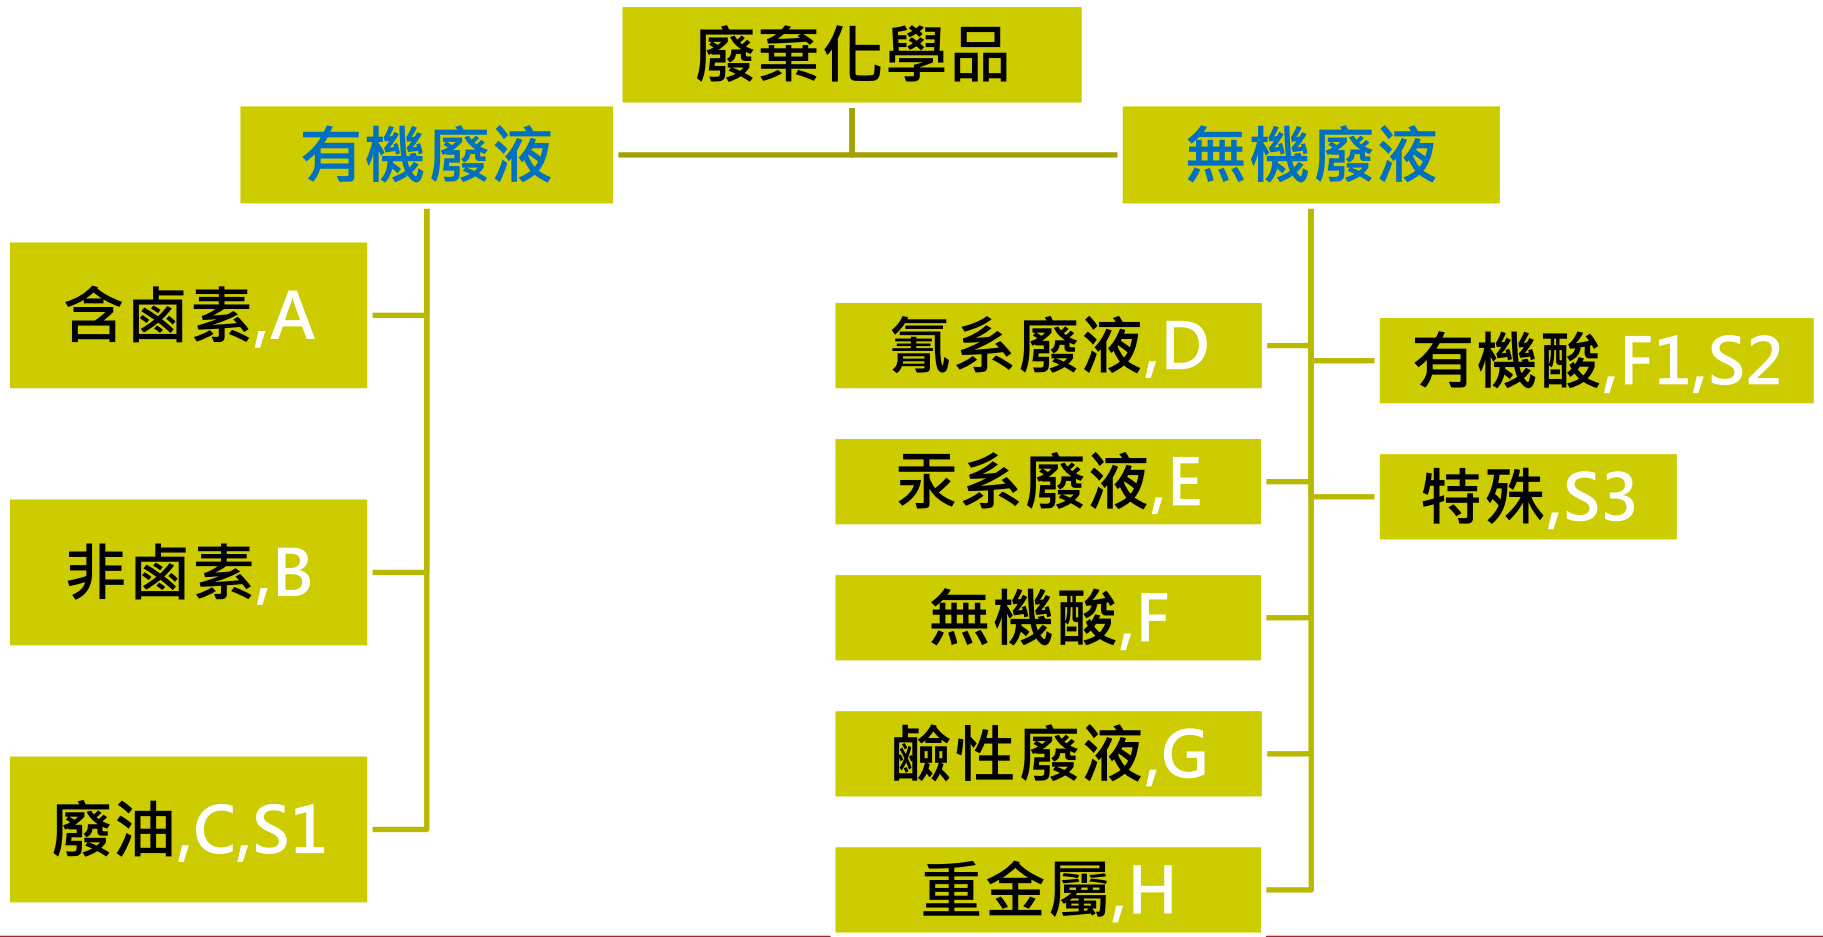 廢棄化學品
有機廢液
無機廢液
含鹵素,A
非鹵素,B
廢油,C,S1
氰系廢液,D
汞系廢液,E
無機酸,F
鹼性廢液,G
重金屬,H
有機酸,F1,S2
特殊,S3